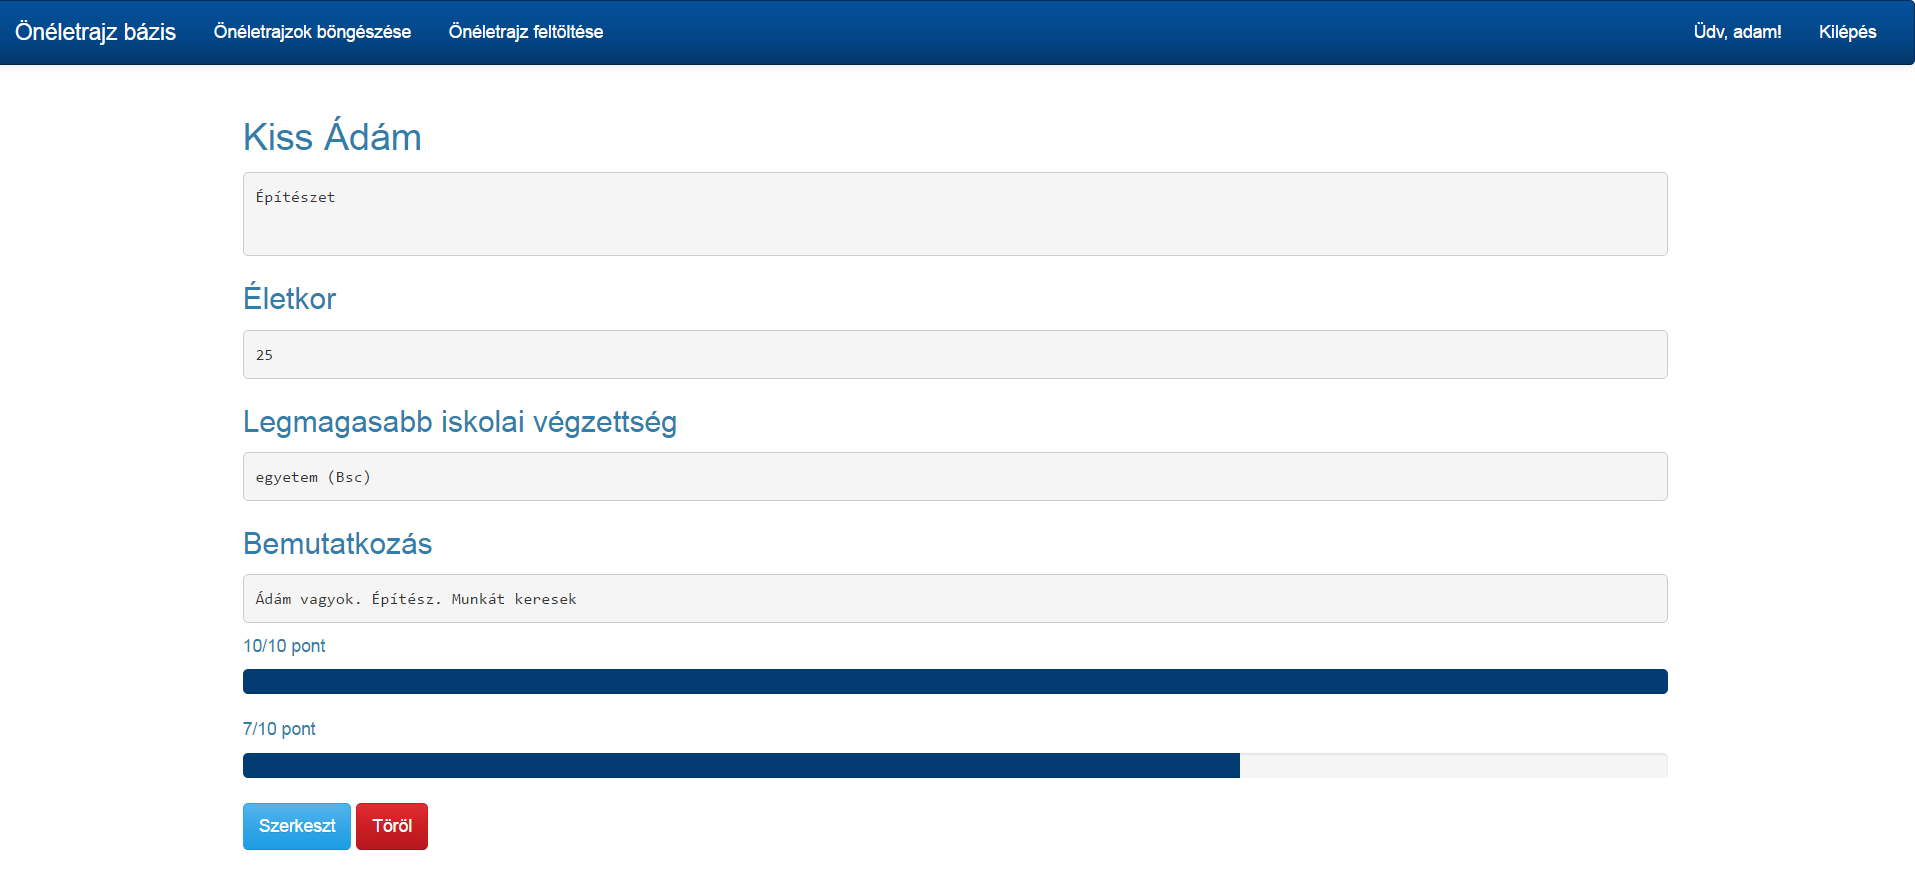 Önéletrajz bázis Önéletrajzok böngészése Önéletrajz feltöltése Üdv, adam! Kilépés
Kiss Ádám
Építészet
Életkor
25
Legmagasabb iskolai végzettség
egyetem (Bsc)
Bemutatkozás
Ádám vagyok. Építész. Munkát keresek
10/10 pont
7/10 pont
Szerkeszt Töröl